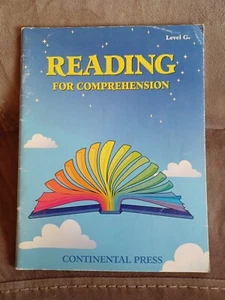 Level G
READING
FOR COMPREHENSION
CONTINENTAL PRESS